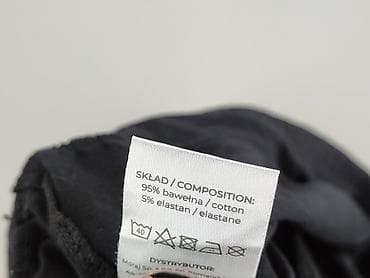 SKŁAD / COMPOSITION:
95% bawełna / cotton
5% elastan / elastane
40
DYSTRYBUTOR: